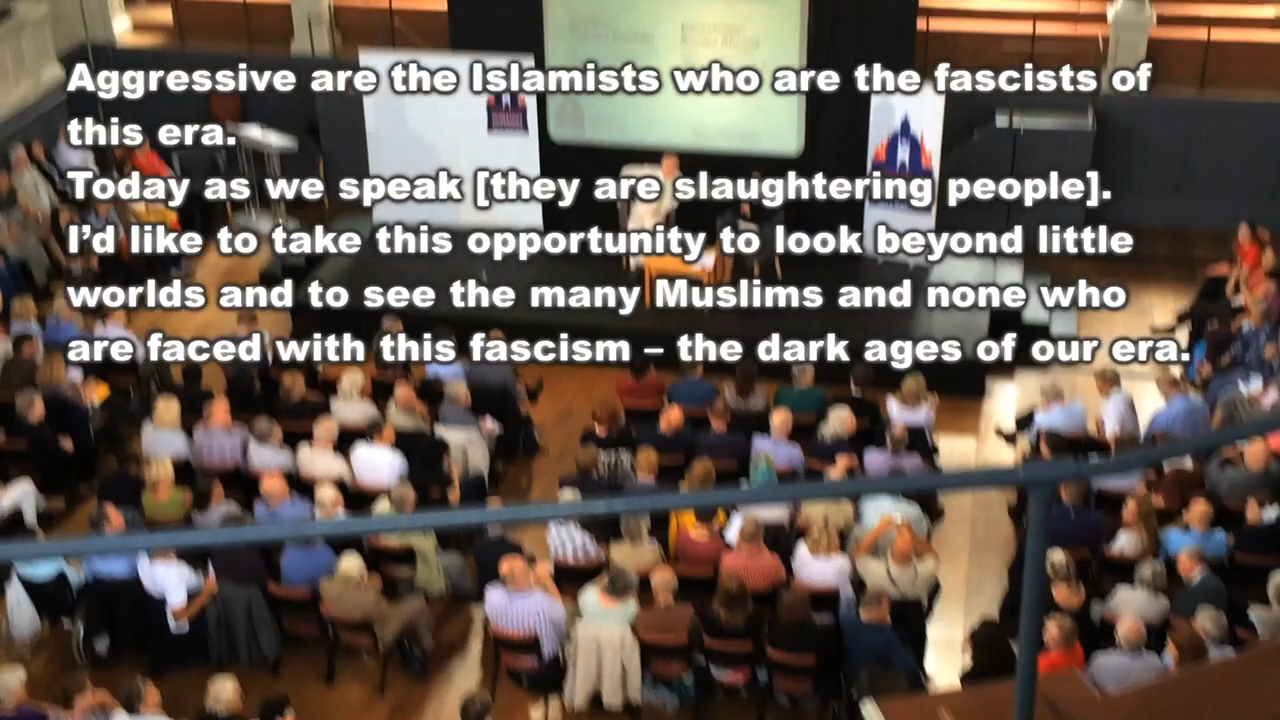 Aggressive are the Islamists who are the fascists of
this era.
Today as we speak [they are slaughtering people].
I’d like to take this opportunity to look beyond little
worlds and to see the many Muslims and none who
are faced with this fascism – the dark ages of our era.